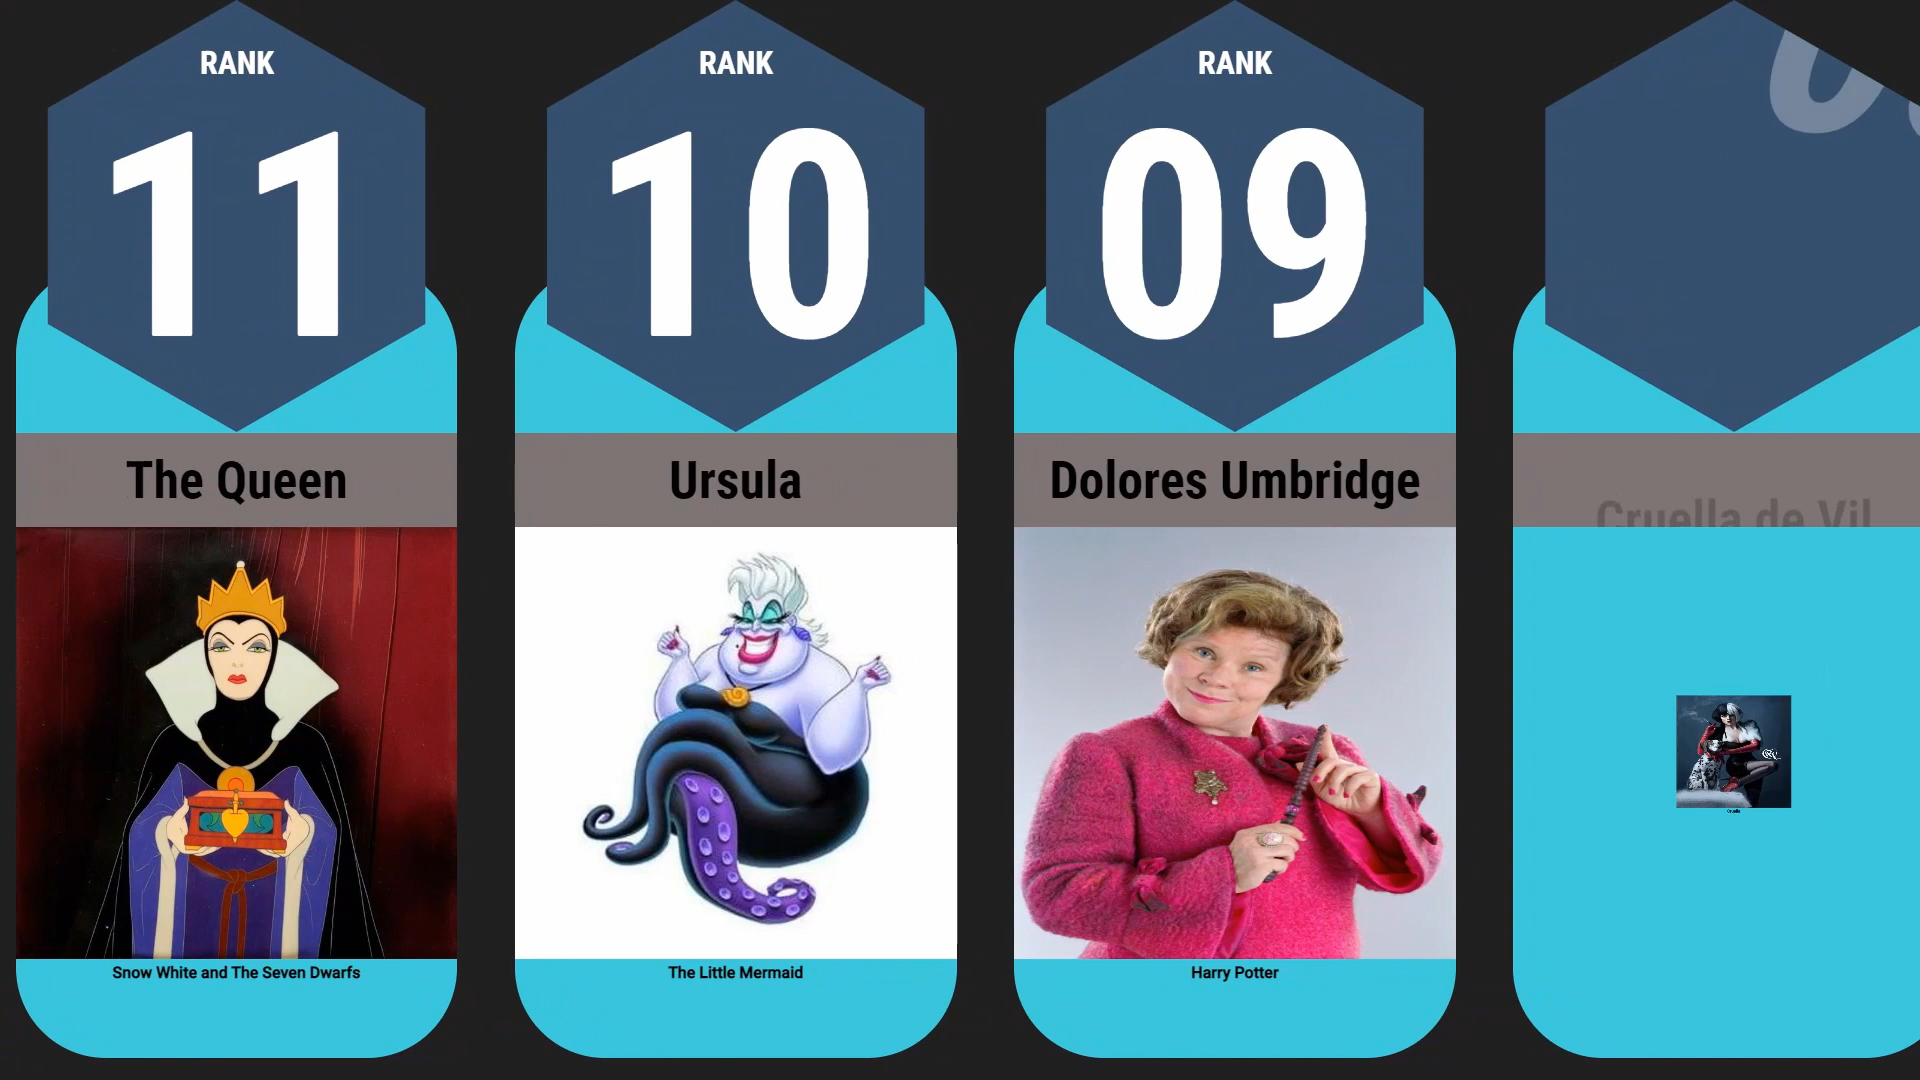 RANK
11
The Queen
Snow White and The Seven Dwarfs
RANK
10
Ursula
The Little Mermaid
RANK
09
Dolores Umbridge
Harry Potter
Cruella de Vil
Cruella